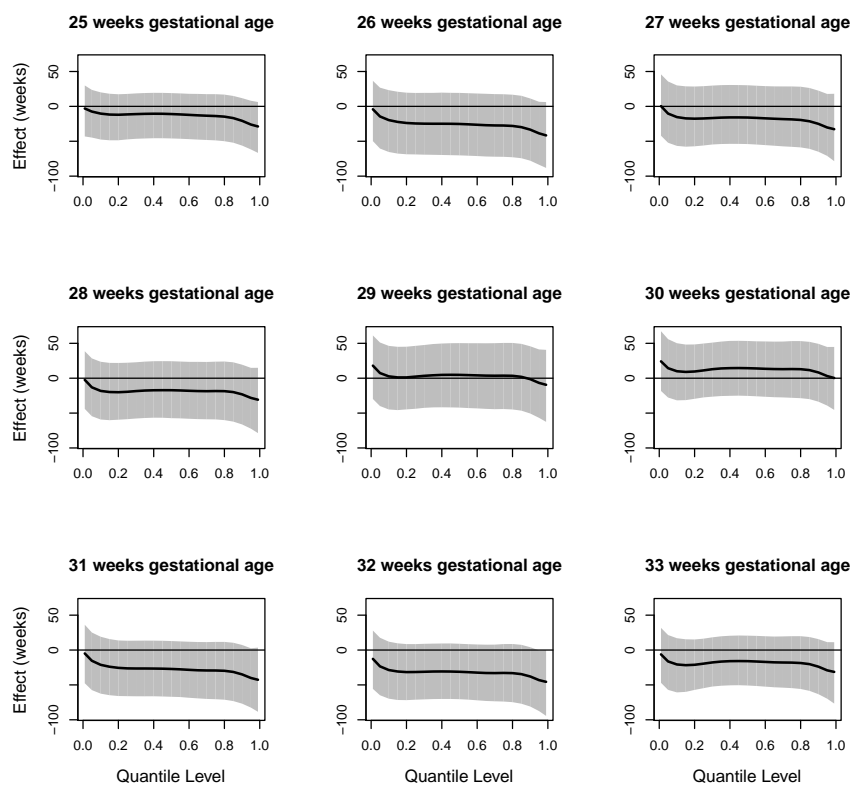 25 weeks gestational age
26 weeks gestational age
27 weeks gestational age
Effect (weeks)
50
0
−100
0.0 0.2 0.4 0.6 0.8 1.0
50
0
−100
0.0 0.2 0.4 0.6 0.8 1.0
50
0
−100
0.0 0.2 0.4 0.6 0.8 1.0
28 weeks gestational age
29 weeks gestational age
30 weeks gestational age
Effect (weeks)
50
0
−100
0.0 0.2 0.4 0.6 0.8 1.0
50
0
−100
0.0 0.2 0.4 0.6 0.8 1.0
50
0
−100
0.0 0.2 0.4 0.6 0.8 1.0
31 weeks gestational age
32 weeks gestational age
33 weeks gestational age
Effect (weeks)
50
0
−100
0.0 0.2 0.4 0.6 0.8 1.0
50
0
−100
0.0 0.2 0.4 0.6 0.8 1.0
50
0
−100
0.0 0.2 0.4 0.6 0.8 1.0
Quantile Level
Quantile Level
Quantile Level